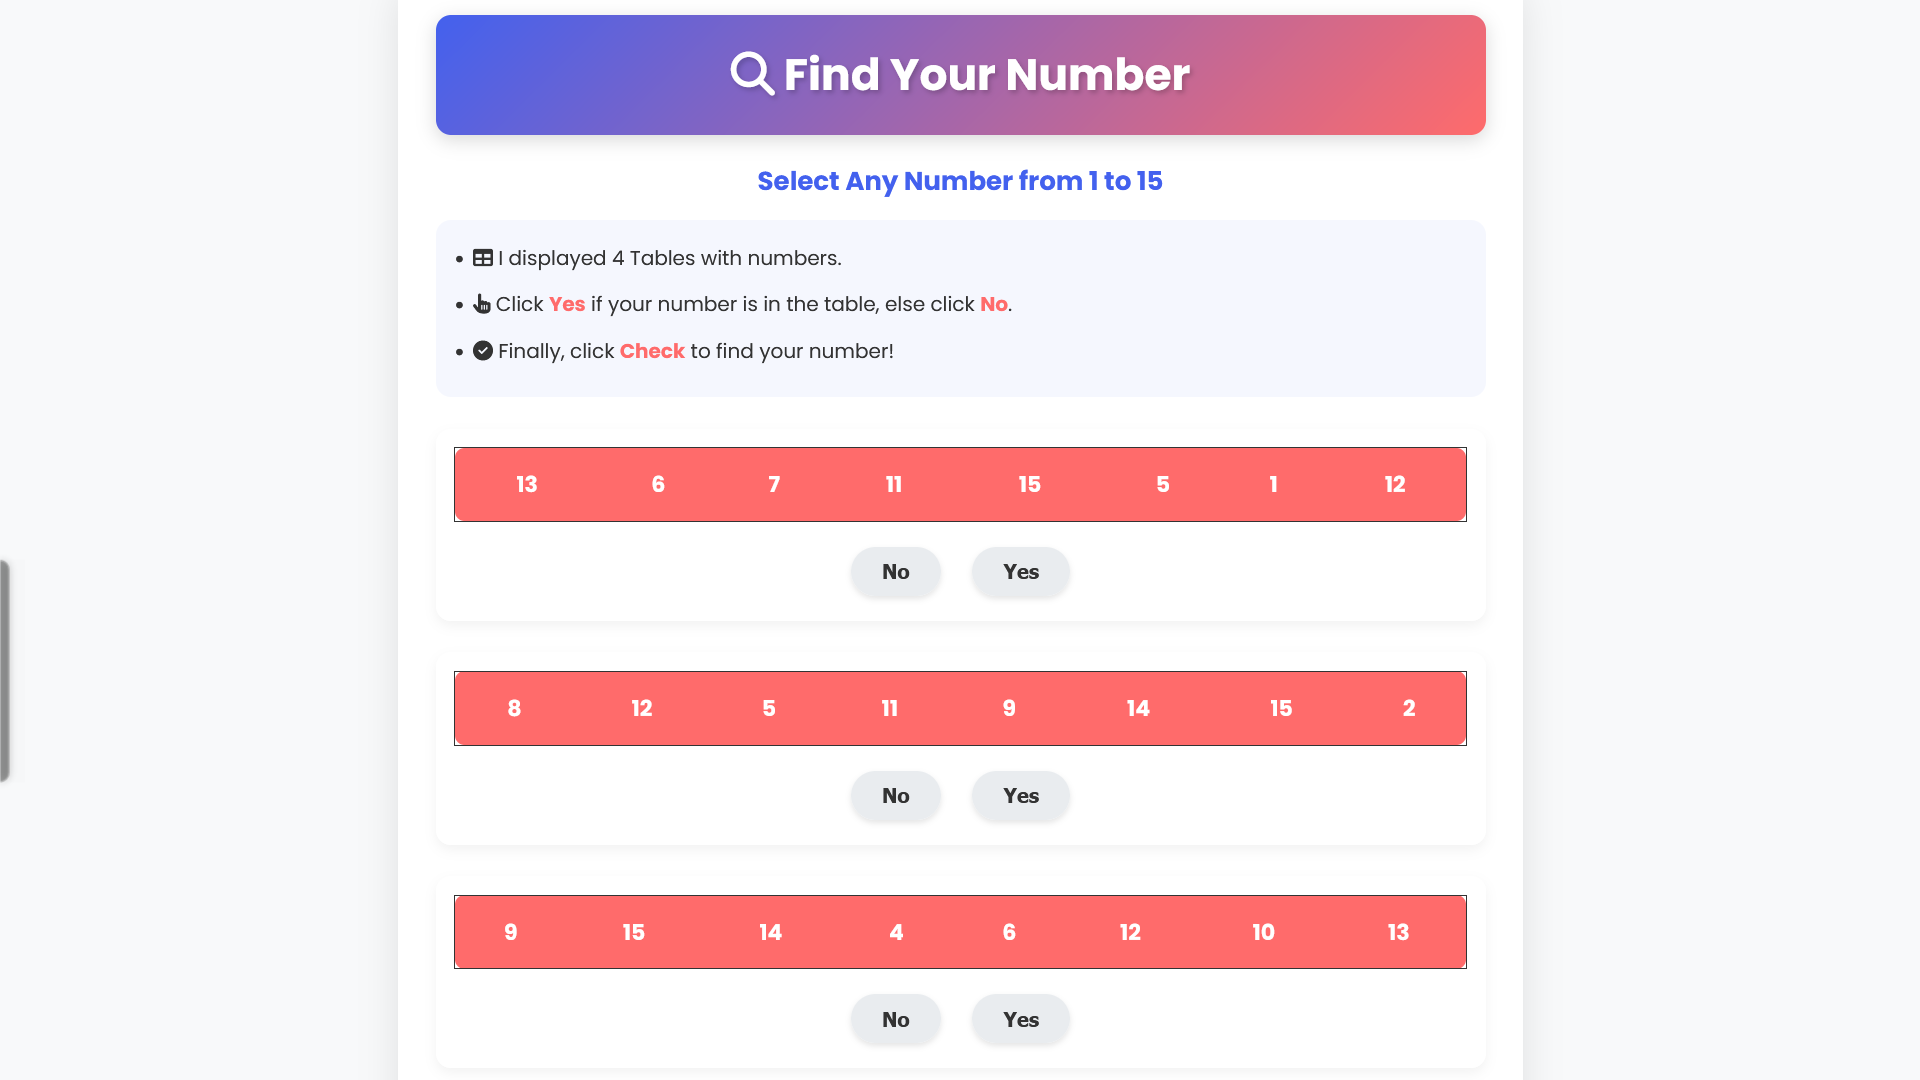 Find Your Number
Select Any Number from 1 to 15
I displayed 4 Tables with numbers.
Click Yes if your number is in the table, else click No.
Finally, click Check to find your number!
13 6 7 11 15 5 1 12
No Yes
8 12 5 11 9 14 15 2
No Yes
9 15 14 4 6 12 10 13
No Yes